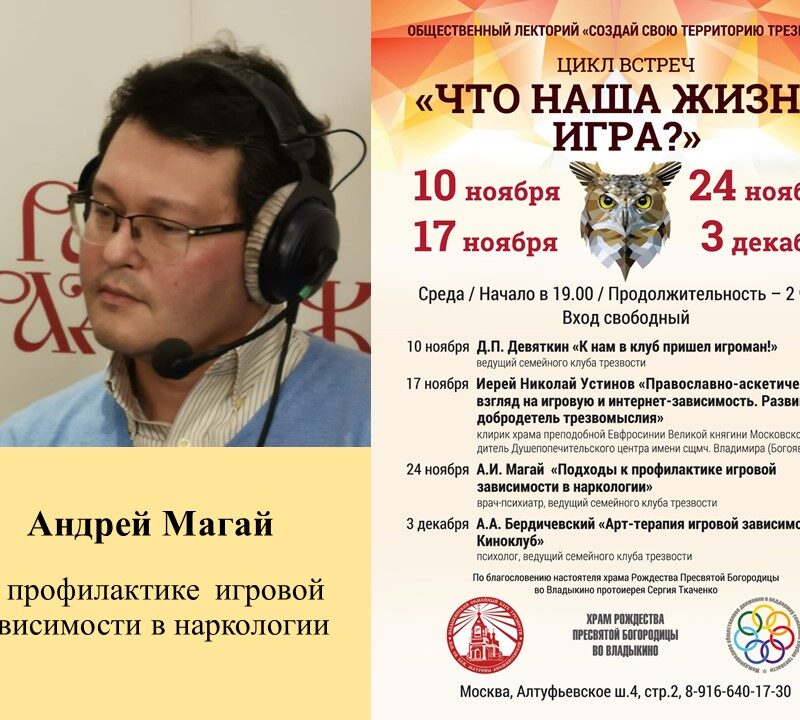 Андрей Магай
профилактике игровой
висимости в наркологии
ОБЩЕСТВЕННЫЙ ЛЕКТОРИЙ «СОЗДАЙ СВОЮ ТЕРРИТОРИЮ ТРЕЗ
ЦИКЛ ВСТРЕЧ
«ЧТО НАША ЖИЗН
ИГРА?»
10 ноября 24 нояб
17 ноября 3 декаб
Среда / Начало в 19.00 / Продолжительность – 2 ч
Вход свободный
10 ноября Д.П. Девяткин «К нам в клуб пришел игроман!»
ведущий семейного клуба трезвости
17 ноября Иерей Николай Устинов «Православно-аскетиче
взгляд на игровую и интернет-зависимость. Разви
добродетель трезвомыслия»
клирик храма преподобной Евфросинии Великой княгини Московско
дитель Душепопечительского центра имени сщмч. Владимира (Богояв
24 ноября А.И. Магай «Подходы к профилактике игровой
зависимости в наркологии»
врач-психиатр, ведущий семейного клуба трезвости
3 декабря А.А. Бердичевский «Арт-терапия игровой зависимо
Киноклуб»
психолог, ведущий семейного клуба трезвости
По благословению настоятеля храма Рождества Пресвятой Богородицы
во Владыкино протоиерея Сергия Ткаченко
ХРАМ РОЖДЕСТВА
ПРЕСВЯТОЙ БОГОРОДИЦЫ
ВО ВЛАДЫКИНО
Москва, Алтуфьевское ш.4, стр.2, 8-916-640-17-30